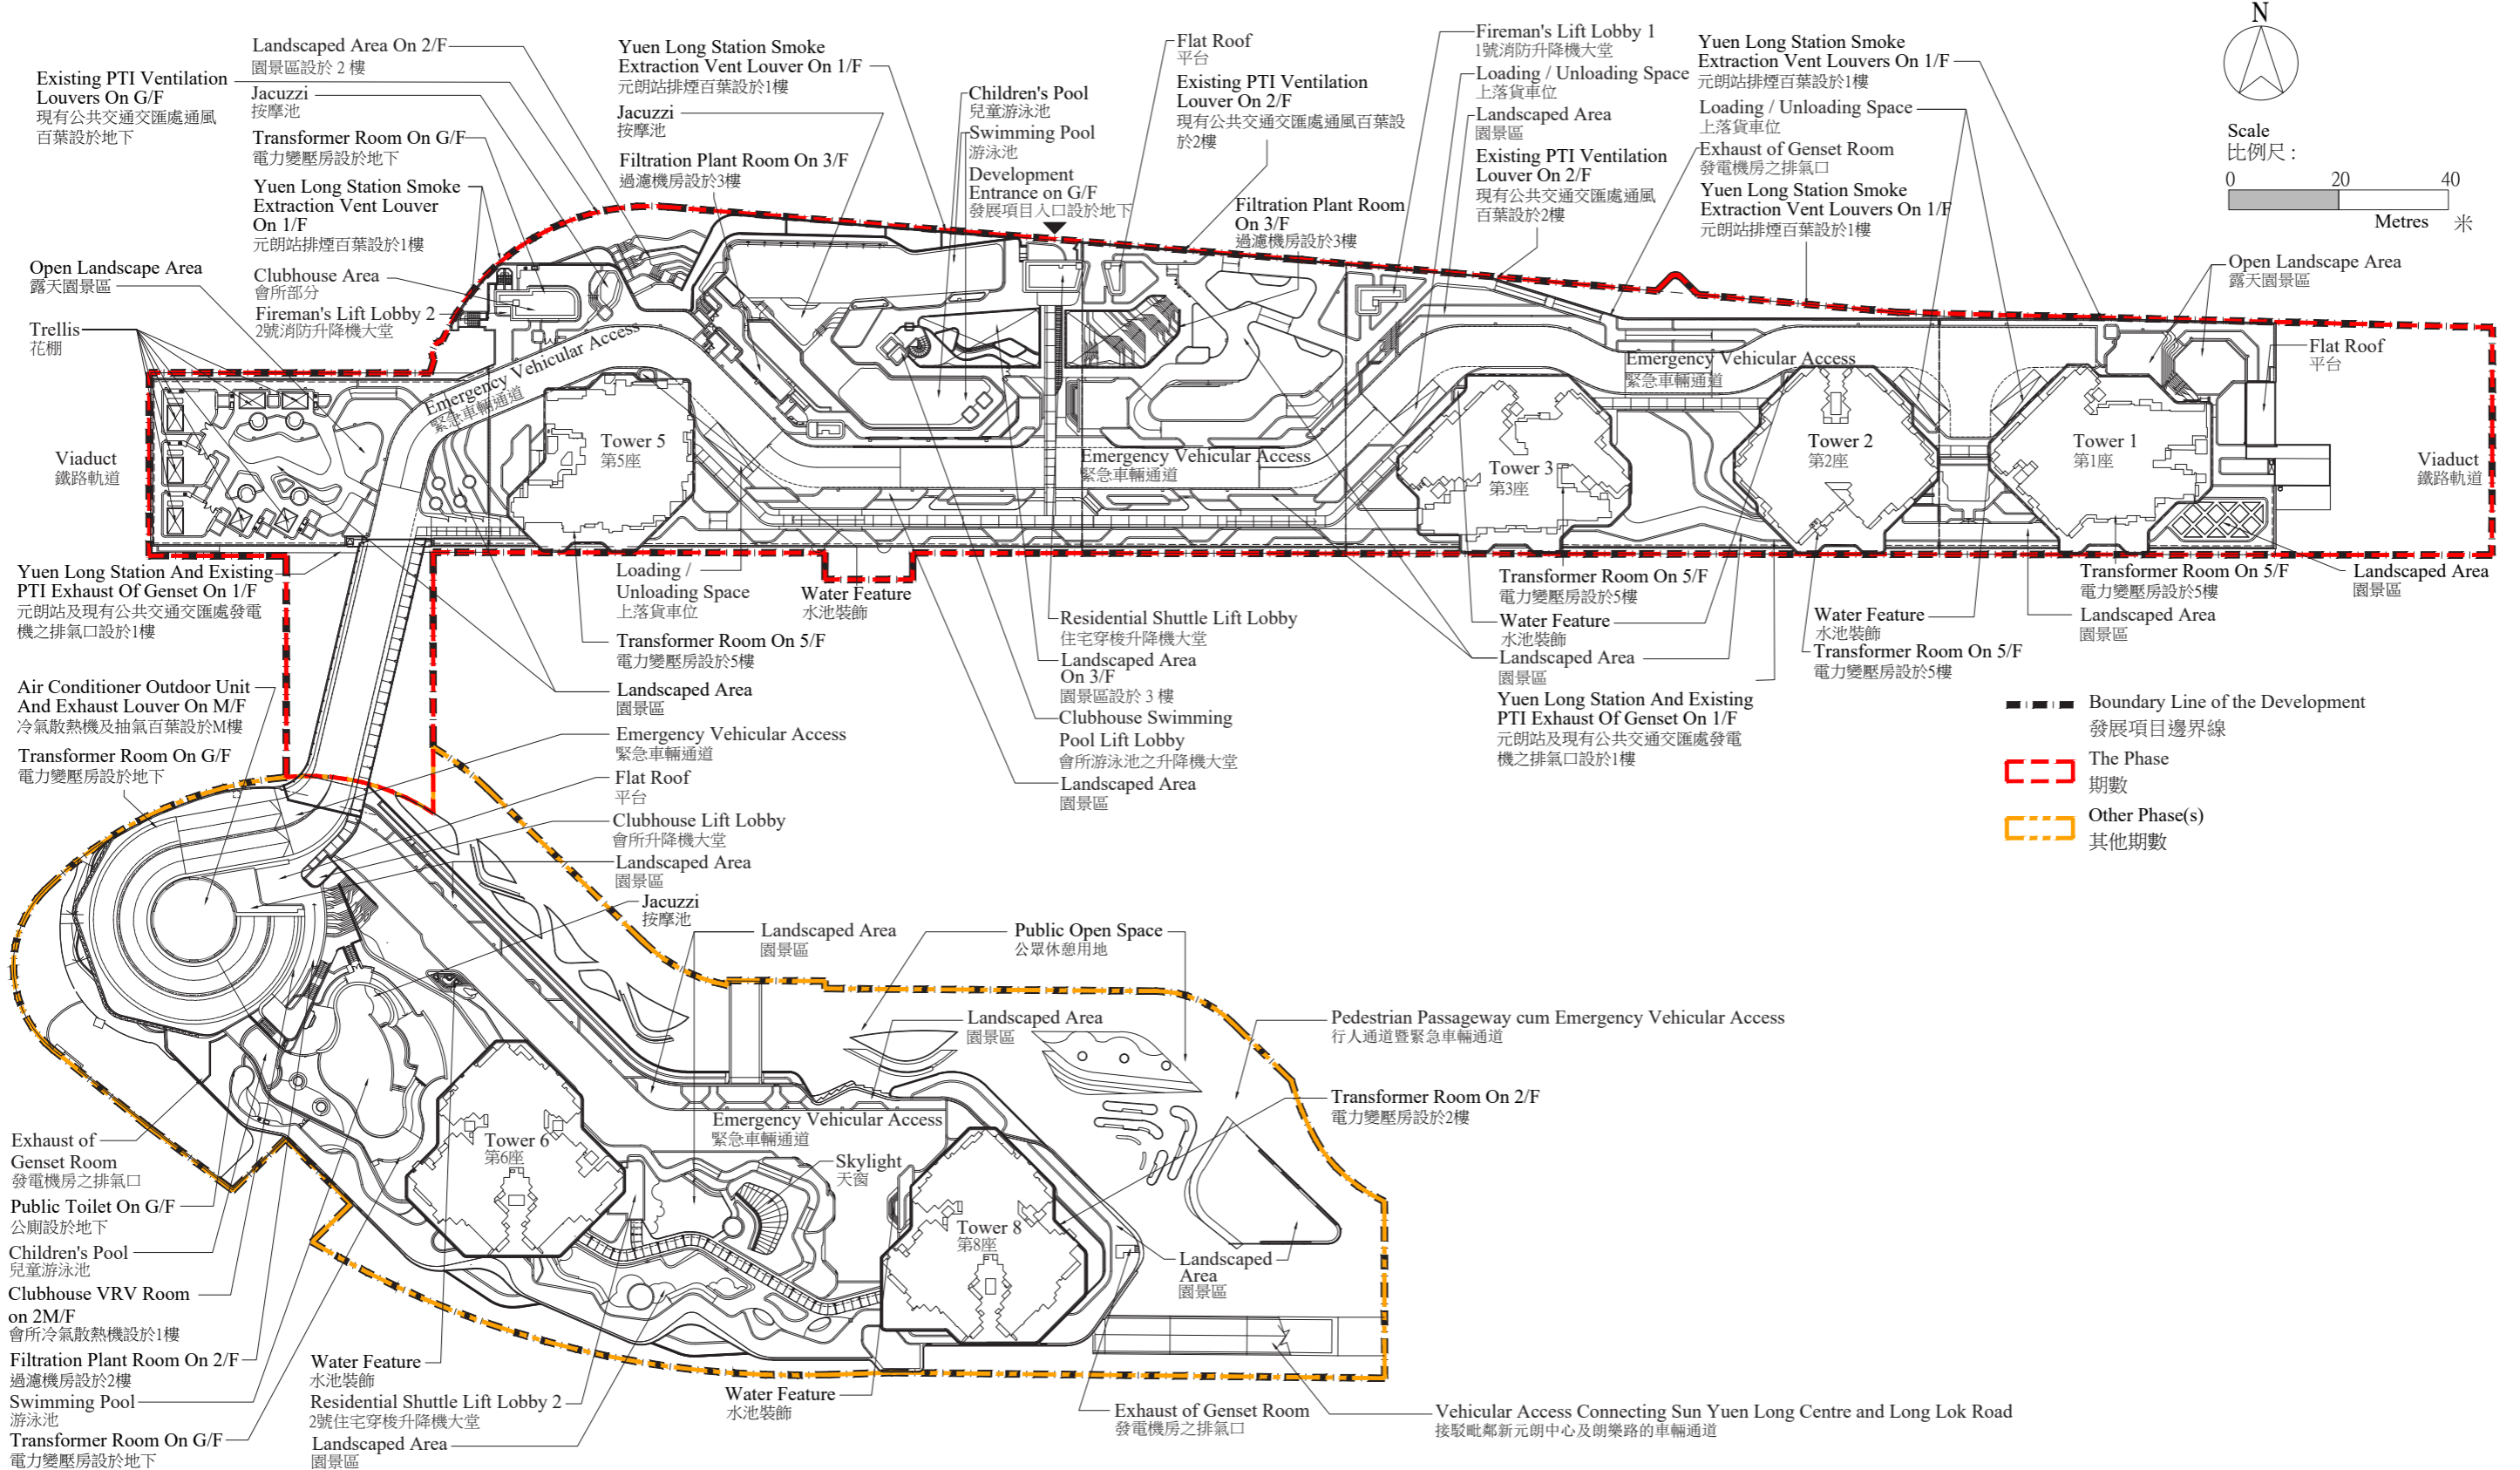 Landscaped Area On 2/F
園景區設於 2 樓
Existing PTI Ventilation
Louvers On G/F
現有公共交通交匯處通風
百葉設於地下
Jacuzzi
按摩池
Transformer Room On G/F
電力變壓房設於地下
Yuen Long Station Smoke
Extraction Vent Louver
On 1/F
元朗站排煙百葉設於1樓
Open Landscape Area
露天園景區
Clubhouse Area
會所部分
Fireman's Lift Lobby 2
2號消防升降機大堂
Trellis
花棚
Yuen Long Station Smoke
Extraction Vent Louver On 1/F
元朗站排煙百葉設於1樓
Jacuzzi
按摩池
Filtration Plant Room On 3/F
過濾機房設於3樓
Children's Pool
兒童游泳池
Swimming Pool
游泳池
Development
Entrance on G/F
發展項目入口設於地下
Flat Roof
平台
Existing PTI Ventilation
Louver On 2/F
現有公共交通交匯處通風百葉設
於2樓
Filtration Plant Room
On 3/F
過濾機房設於3樓
Fireman's Lift Lobby 1
1號消防升降機大堂
Loading / Unloading Space
上落貨車位
Landscaped Area
園景區
Existing PTI Ventilation
Louver On 2/F
現有公共交通交匯處通風
百葉設於2樓
Yuen Long Station Smoke
Extraction Vent Louvers On 1/F
元朗站排煙百葉設於1樓
Loading / Unloading Space
上落貨車位
Exhaust of Genset Room
發電機房之排氣口
Yuen Long Station Smoke
Extraction Vent Louvers On 1/F
元朗站排煙百葉設於1樓
N
Scale
比例尺 :
0 20 40
Metres 米
Open Landscape Area
露天園景區
Flat Roof
平台
Emergency Vehicular Access
緊急車輛通道
Emergency Vehicular Access
緊急車輛通道
Emergency Vehicular Access
緊急車輛通道
Viaduct
鐵路軌道
Tower 5
第5座
Tower 3
第3座
Tower 2
第2座
Tower 1
第1座
Viaduct
鐵路軌道
Yuen Long Station And Existing
PTI Exhaust Of Genset On 1/F
元朗站及現有公共交通交匯處發電
機之排氣口設於1樓
Loading /
Unloading Space
上落貨車位
Transformer Room On 5/F
電力變壓房設於5樓
Landscaped Area
園景區
Water Feature
水池裝飾
Residential Shuttle Lift Lobby
住宅穿梭升降機大堂
Landscaped Area
On 3/F
園景區設於 3 樓
Clubhouse Swimming
Pool Lift Lobby
會所游泳池之升降機大堂
Landscaped Area
園景區
Transformer Room On 5/F
電力變壓房設於5樓
Water Feature
水池裝飾
Landscaped Area
園景區
Yuen Long Station And Existing
PTI Exhaust Of Genset On 1/F
元朗站及現有公共交通交匯處發電
機之排氣口設於1樓
Water Feature
水池裝飾
Transformer Room On 5/F
電力變壓房設於5樓
Transformer Room On 5/F
電力變壓房設於5樓
Landscaped Area
園景區
Landscaped Area
園景區
Boundary Line of the Development
發展項目邊界線
The Phase
期數
Other Phase(s)
其他期數
Air Conditioner Outdoor Unit
And Exhaust Louver On M/F
冷氣散熱機及抽氣百葉設於M樓
Transformer Room On G/F
電力變壓房設於地下
Emergency Vehicular Access
緊急車輛通道
Flat Roof
平台
Clubhouse Lift Lobby
會所升降機大堂
Landscaped Area
園景區
Jacuzzi
按摩池
Landscaped Area
園景區
Public Open Space
公眾休憩用地
Landscaped Area
園景區
Pedestrian Passageway cum Emergency Vehicular Access
行人通道暨緊急車輛通道
Transformer Room On 2/F
電力變壓房設於2樓
Emergency Vehicular Access
緊急車輛通道
Tower 6
第6座
Skylight
天窗
Tower 8
第8座
Landscaped
Area
園景區
Exhaust of
Genset Room
發電機房之排氣口
Public Toilet On G/F
公廁設於地下
Children's Pool
兒童游泳池
Clubhouse VRV Room
on 2M/F
會所冷氣散熱機設於1樓
Filtration Plant Room On 2/F
過濾機房設於2樓
Swimming Pool
游泳池
Transformer Room On G/F
電力變壓房設於地下
Water Feature
水池裝飾
Residential Shuttle Lift Lobby 2
2號住宅穿梭升降機大堂
Landscaped Area
園景區
Water Feature
水池裝飾
Exhaust of Genset Room
發電機房之排氣口
Vehicular Access Connecting Sun Yuen Long Centre and Long Lok Road
接駁毗鄰新元朗中心及朗樂路的車輛通道